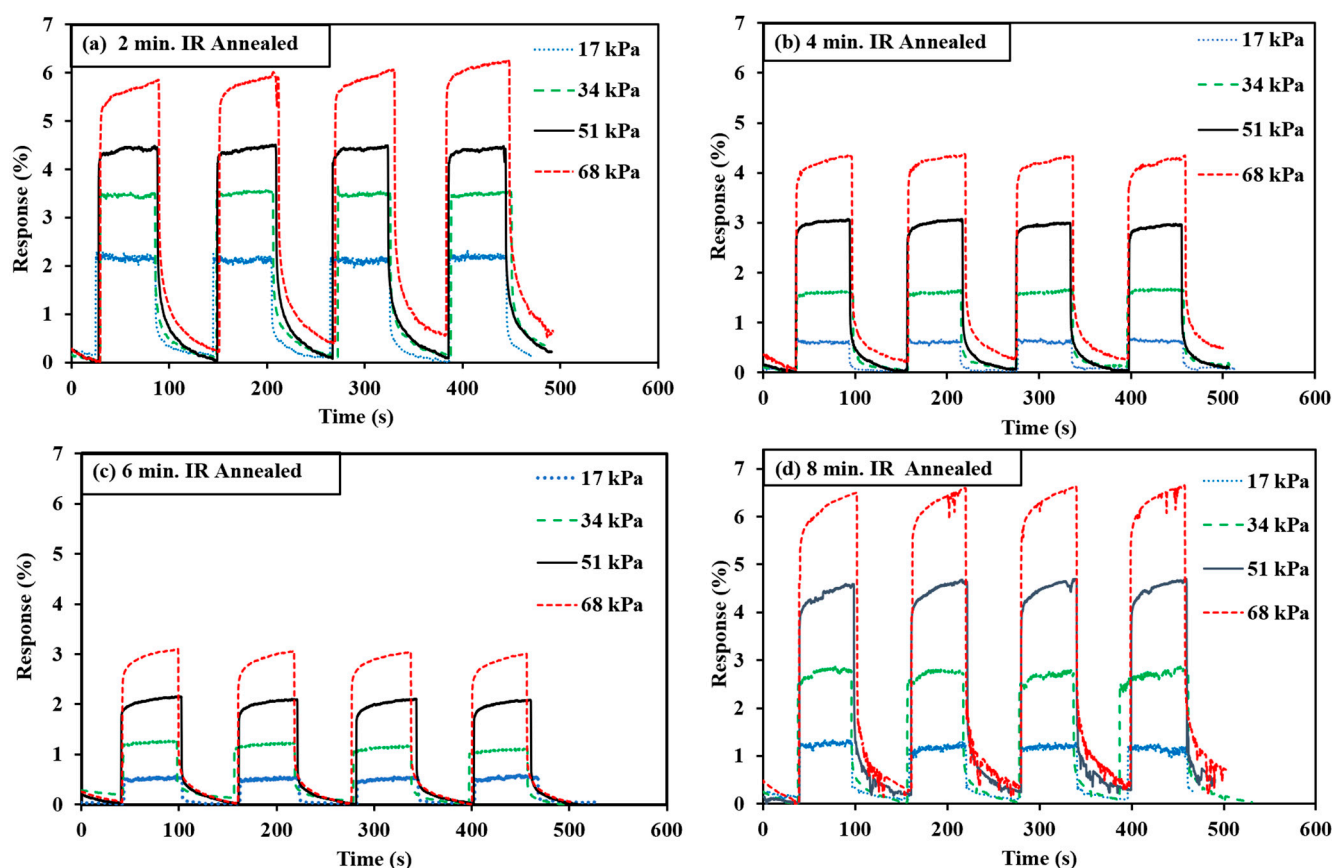 (a) 2 min. IR Annealed
17 kPa
34 kPa
51 kPa
68 kPa
Response (%)
7
6
5
4
3
2
1
0
0 100 200 300 400 500 600
Time (s)
(b) 4 min. IR Annealed
17 kPa
34 kPa
51 kPa
68 kPa
Response (%)
7
6
5
4
3
2
1
0
0 100 200 300 400 500 600
Time (s)
(c) 6 min. IR Annealed
17 kPa
34 kPa
51 kPa
68 kPa
Response (%)
7
6
5
4
3
2
1
0
0 100 200 300 400 500 600
Time (s)
(d) 8 min. IR Annealed
17 kPa
34 kPa
51 kPa
68 kPa
Response (%)
7
6
5
4
3
2
1
0
0 100 200 300 400 500 600
Time (s)